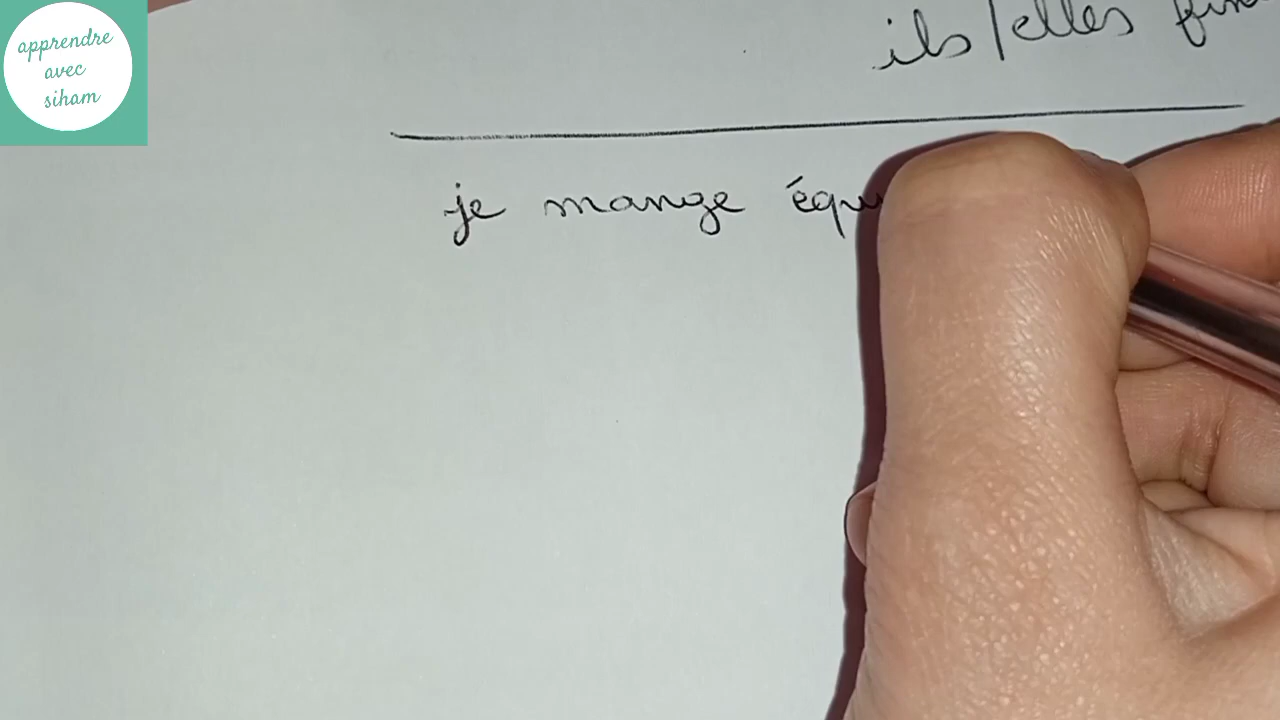 apprendre
avec
siham
ils/elles
je mange